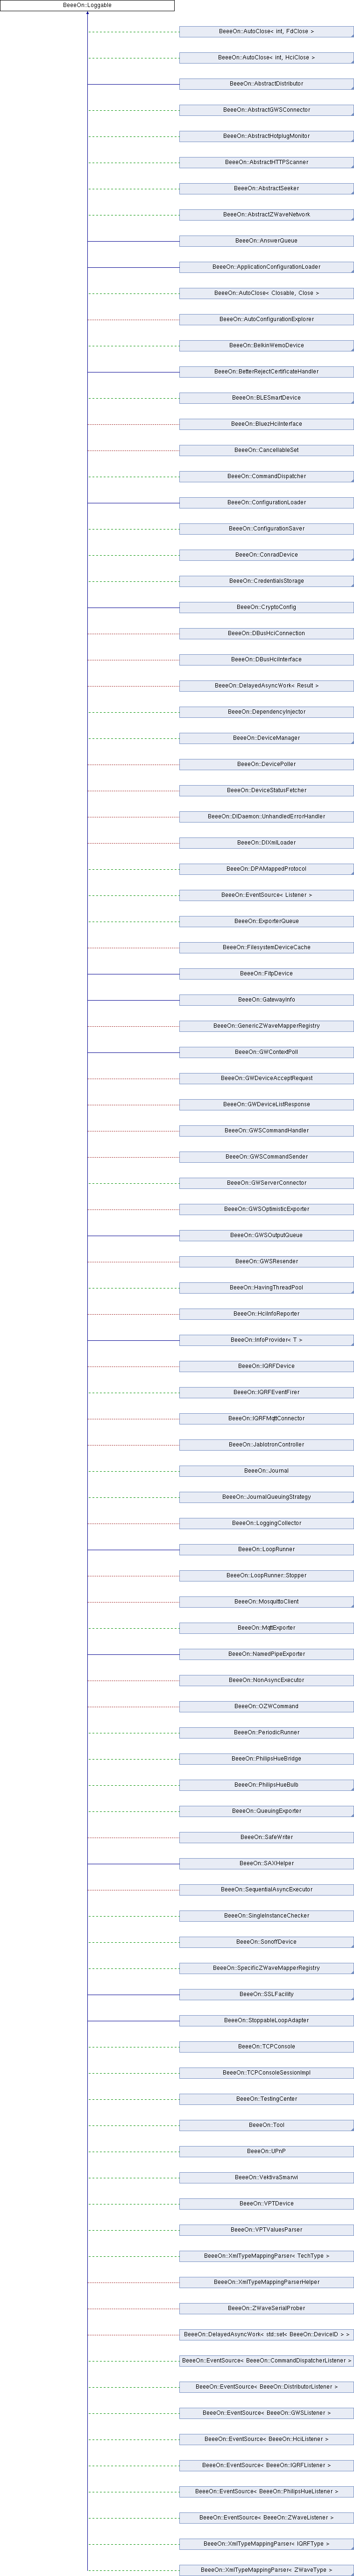 BeeeOn::Loggable
BeeeOn::AutoClose< int, FdClose >
BeeeOn::AutoClose< int, HciClose >
BeeeOn::AbstractDistributor
BeeeOn::AbstractGWSConnector
BeeeOn::AbstractHotplugMonitor
BeeeOn::AbstractHTTPScanner
BeeeOn::AbstractSeeker
BeeeOn::AbstractZWaveNetwork
BeeeOn::AnswerQueue
BeeeOn::ApplicationConfigurationLoader
BeeeOn::AutoClose< Closable, Close >
BeeeOn::AutoConfigurationExplorer
BeeeOn::BelkinWemoDevice
BeeeOn::BetterRejectCertificateHandler
BeeeOn::BLESmartDevice
BeeeOn::BluezHciInterface
BeeeOn::CancellableSet
BeeeOn::CommandDispatcher
BeeeOn::ConfigurationLoader
BeeeOn::ConfigurationSaver
BeeeOn::ConradDevice
BeeeOn::CredentialsStorage
BeeeOn::CryptoConfig
BeeeOn::DBusHciConnection
BeeeOn::DBusHciInterface
BeeeOn::DelayedAsyncWork< Result >
BeeeOn::DependencyInjector
BeeeOn::DeviceManager
BeeeOn::DevicePoller
BeeeOn::DeviceStatusFetcher
BeeeOn::DIDaemon::UnhandledErrorHandler
BeeeOn::DIXmlLoader
BeeeOn::DPAMappedProtocol
BeeeOn::EventSource< Listener >
BeeeOn::ExporterQueue
BeeeOn::FilesystemDeviceCache
BeeeOn::FitpDevice
BeeeOn::GatewayInfo
BeeeOn::GenericZWaveMapperRegistry
BeeeOn::GWContextPoll
BeeeOn::GWDeviceAcceptRequest
BeeeOn::GWDeviceListResponse
BeeeOn::GWSCommandHandler
BeeeOn::GWSCommandSender
BeeeOn::GWServerConnector
BeeeOn::GWSOptimisticExporter
BeeeOn::GWSOutputQueue
BeeeOn::GWSResender
BeeeOn::HavingThreadPool
BeeeOn::HciInfoReporter
BeeeOn::InfoProvider< T >
BeeeOn::IQRFDevice
BeeeOn::IQRFEventFirer
BeeeOn::IQRFMqttConnector
BeeeOn::JablotronController
BeeeOn::Journal
BeeeOn::JournalQueuingStrategy
BeeeOn::LoggingCollector
BeeeOn::LoopRunner
BeeeOn::LoopRunner::Stopper
BeeeOn::MosquittoClient
BeeeOn::MqttExporter
BeeeOn::NamedPipeExporter
BeeeOn::NonAsyncExecutor
BeeeOn::OZWCommand
BeeeOn::PeriodicRunner
BeeeOn::PhilipsHueBridge
BeeeOn::PhilipsHueBulb
BeeeOn::QueuingExporter
BeeeOn::SafeWriter
BeeeOn::SAXHelper
BeeeOn::SequentialAsyncExecutor
BeeeOn::SingleInstanceChecker
BeeeOn::SonoffDevice
BeeeOn::SpecificZWaveMapperRegistry
BeeeOn::SSLFacility
BeeeOn::StoppableLoopAdapter
BeeeOn::TCPConsole
BeeeOn::TCPConsoleSessionImpl
BeeeOn::TestingCenter
BeeeOn::Tool
BeeeOn::UPnP
BeeeOn::VektivaSmarwi
BeeeOn::VPTDevice
BeeeOn::VPTValuesParser
BeeeOn::XmlTypeMappingParser< TechType >
BeeeOn::XmlTypeMappingParserHelper
BeeeOn::ZWaveSerialProber
BeeeOn::DelayedAsyncWork< std::set< BeeeOn::DeviceID > >
BeeeOn::EventSource< BeeeOn::CommandDispatcherListener >
BeeeOn::EventSource< BeeeOn::DistributorListener >
BeeeOn::EventSource< BeeeOn::GWSListener >
BeeeOn::EventSource< BeeeOn::HciListener >
BeeeOn::EventSource< BeeeOn::IQRFListener >
BeeeOn::EventSource< BeeeOn::PhilipsHueListener >
BeeeOn::EventSource< BeeeOn::ZWaveListener >
BeeeOn::XmlTypeMappingParser< IQRFType >
BeeeOn::XmlTypeMappingParser< ZWaveType >